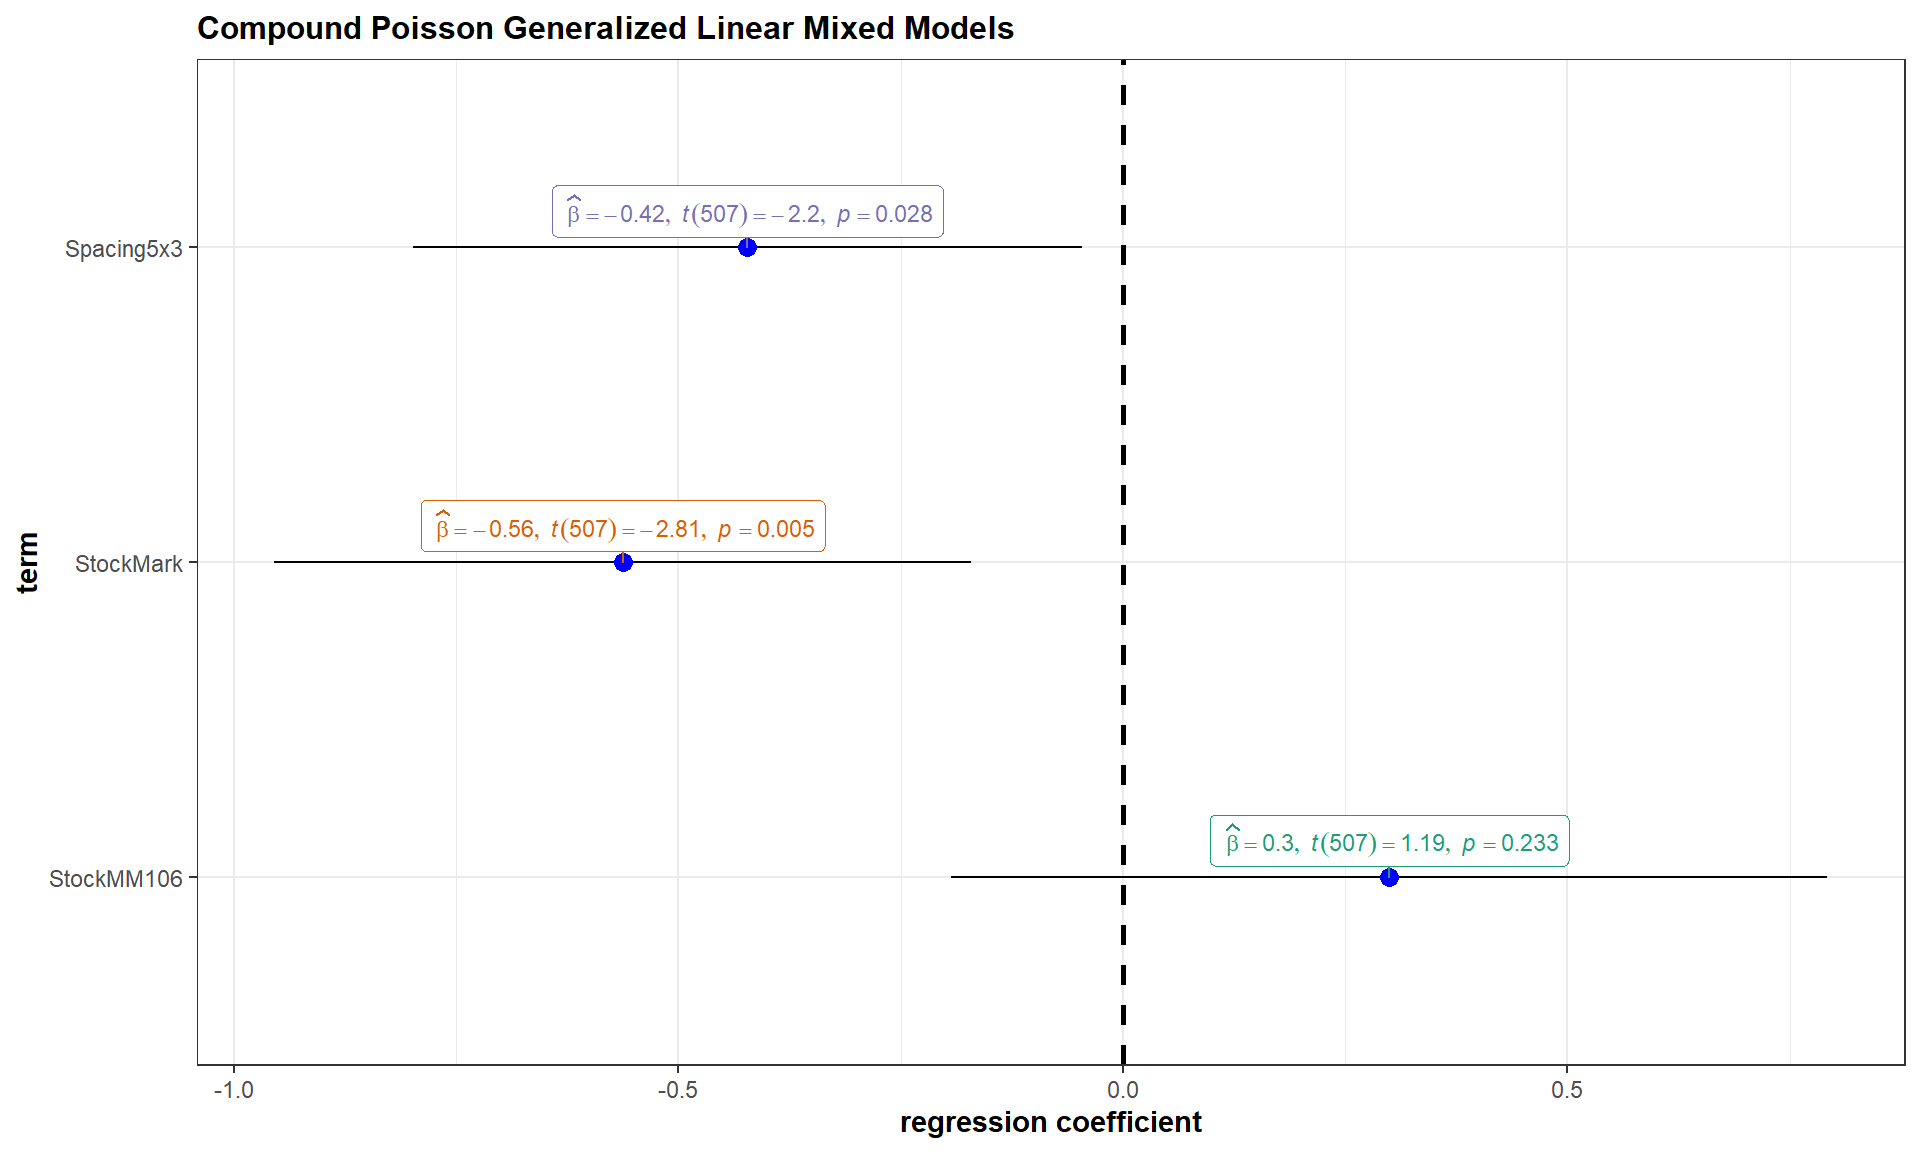 Compound Poisson Generalized Linear Mixed Models
β̂ = −0.42, t(507) = −2.2, p = 0.028
Spacing5x3
β̂ = −0.56, t(507) = −2.81, p = 0.005
StockMark
term
β̂ = 0.3, t(507) = 1.19, p = 0.233
StockMM106
-1.0 -0.5 0.0 0.5
regression coefficient